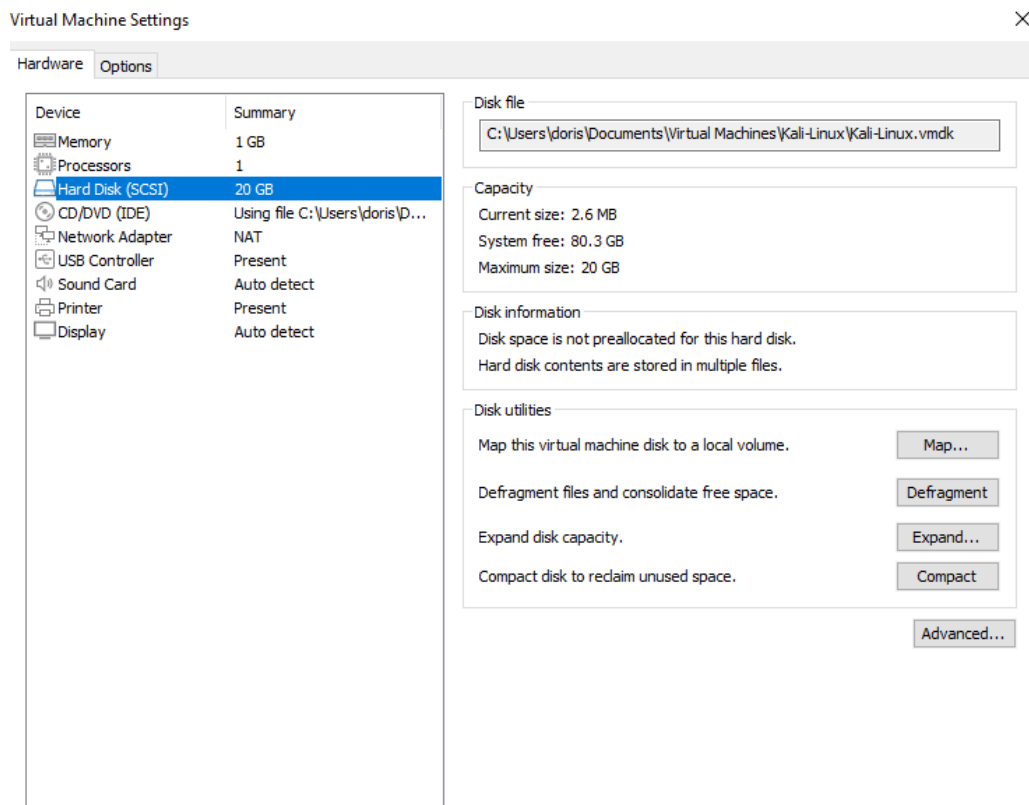 Virtual Machine Settings
Hardware
Options
Device Summary
Memory 1 GB
Processors 1
Hard Disk (SCSI) 20 GB
CD/DVD (IDE) Using file C:\Users\doris\D...
Network Adapter NAT
USB Controller Present
Sound Card Auto detect
Printer Present
Display Auto detect
Disk file
C:\Users\doris\Documents\Virtual Machines\Kali-Linux\Kali-Linux.vmdk
Capacity
Current size: 2.6 MB
System free: 80.3 GB
Maximum size: 20 GB
Disk information
Disk space is not preallocated for this hard disk.
Hard disk contents are stored in multiple files.
Disk utilities
Map this virtual machine disk to a local volume. Map...
Defragment files and consolidate free space. Defragment
Expand disk capacity. Expand...
Compact disk to reclaim unused space. Compact
Advanced...